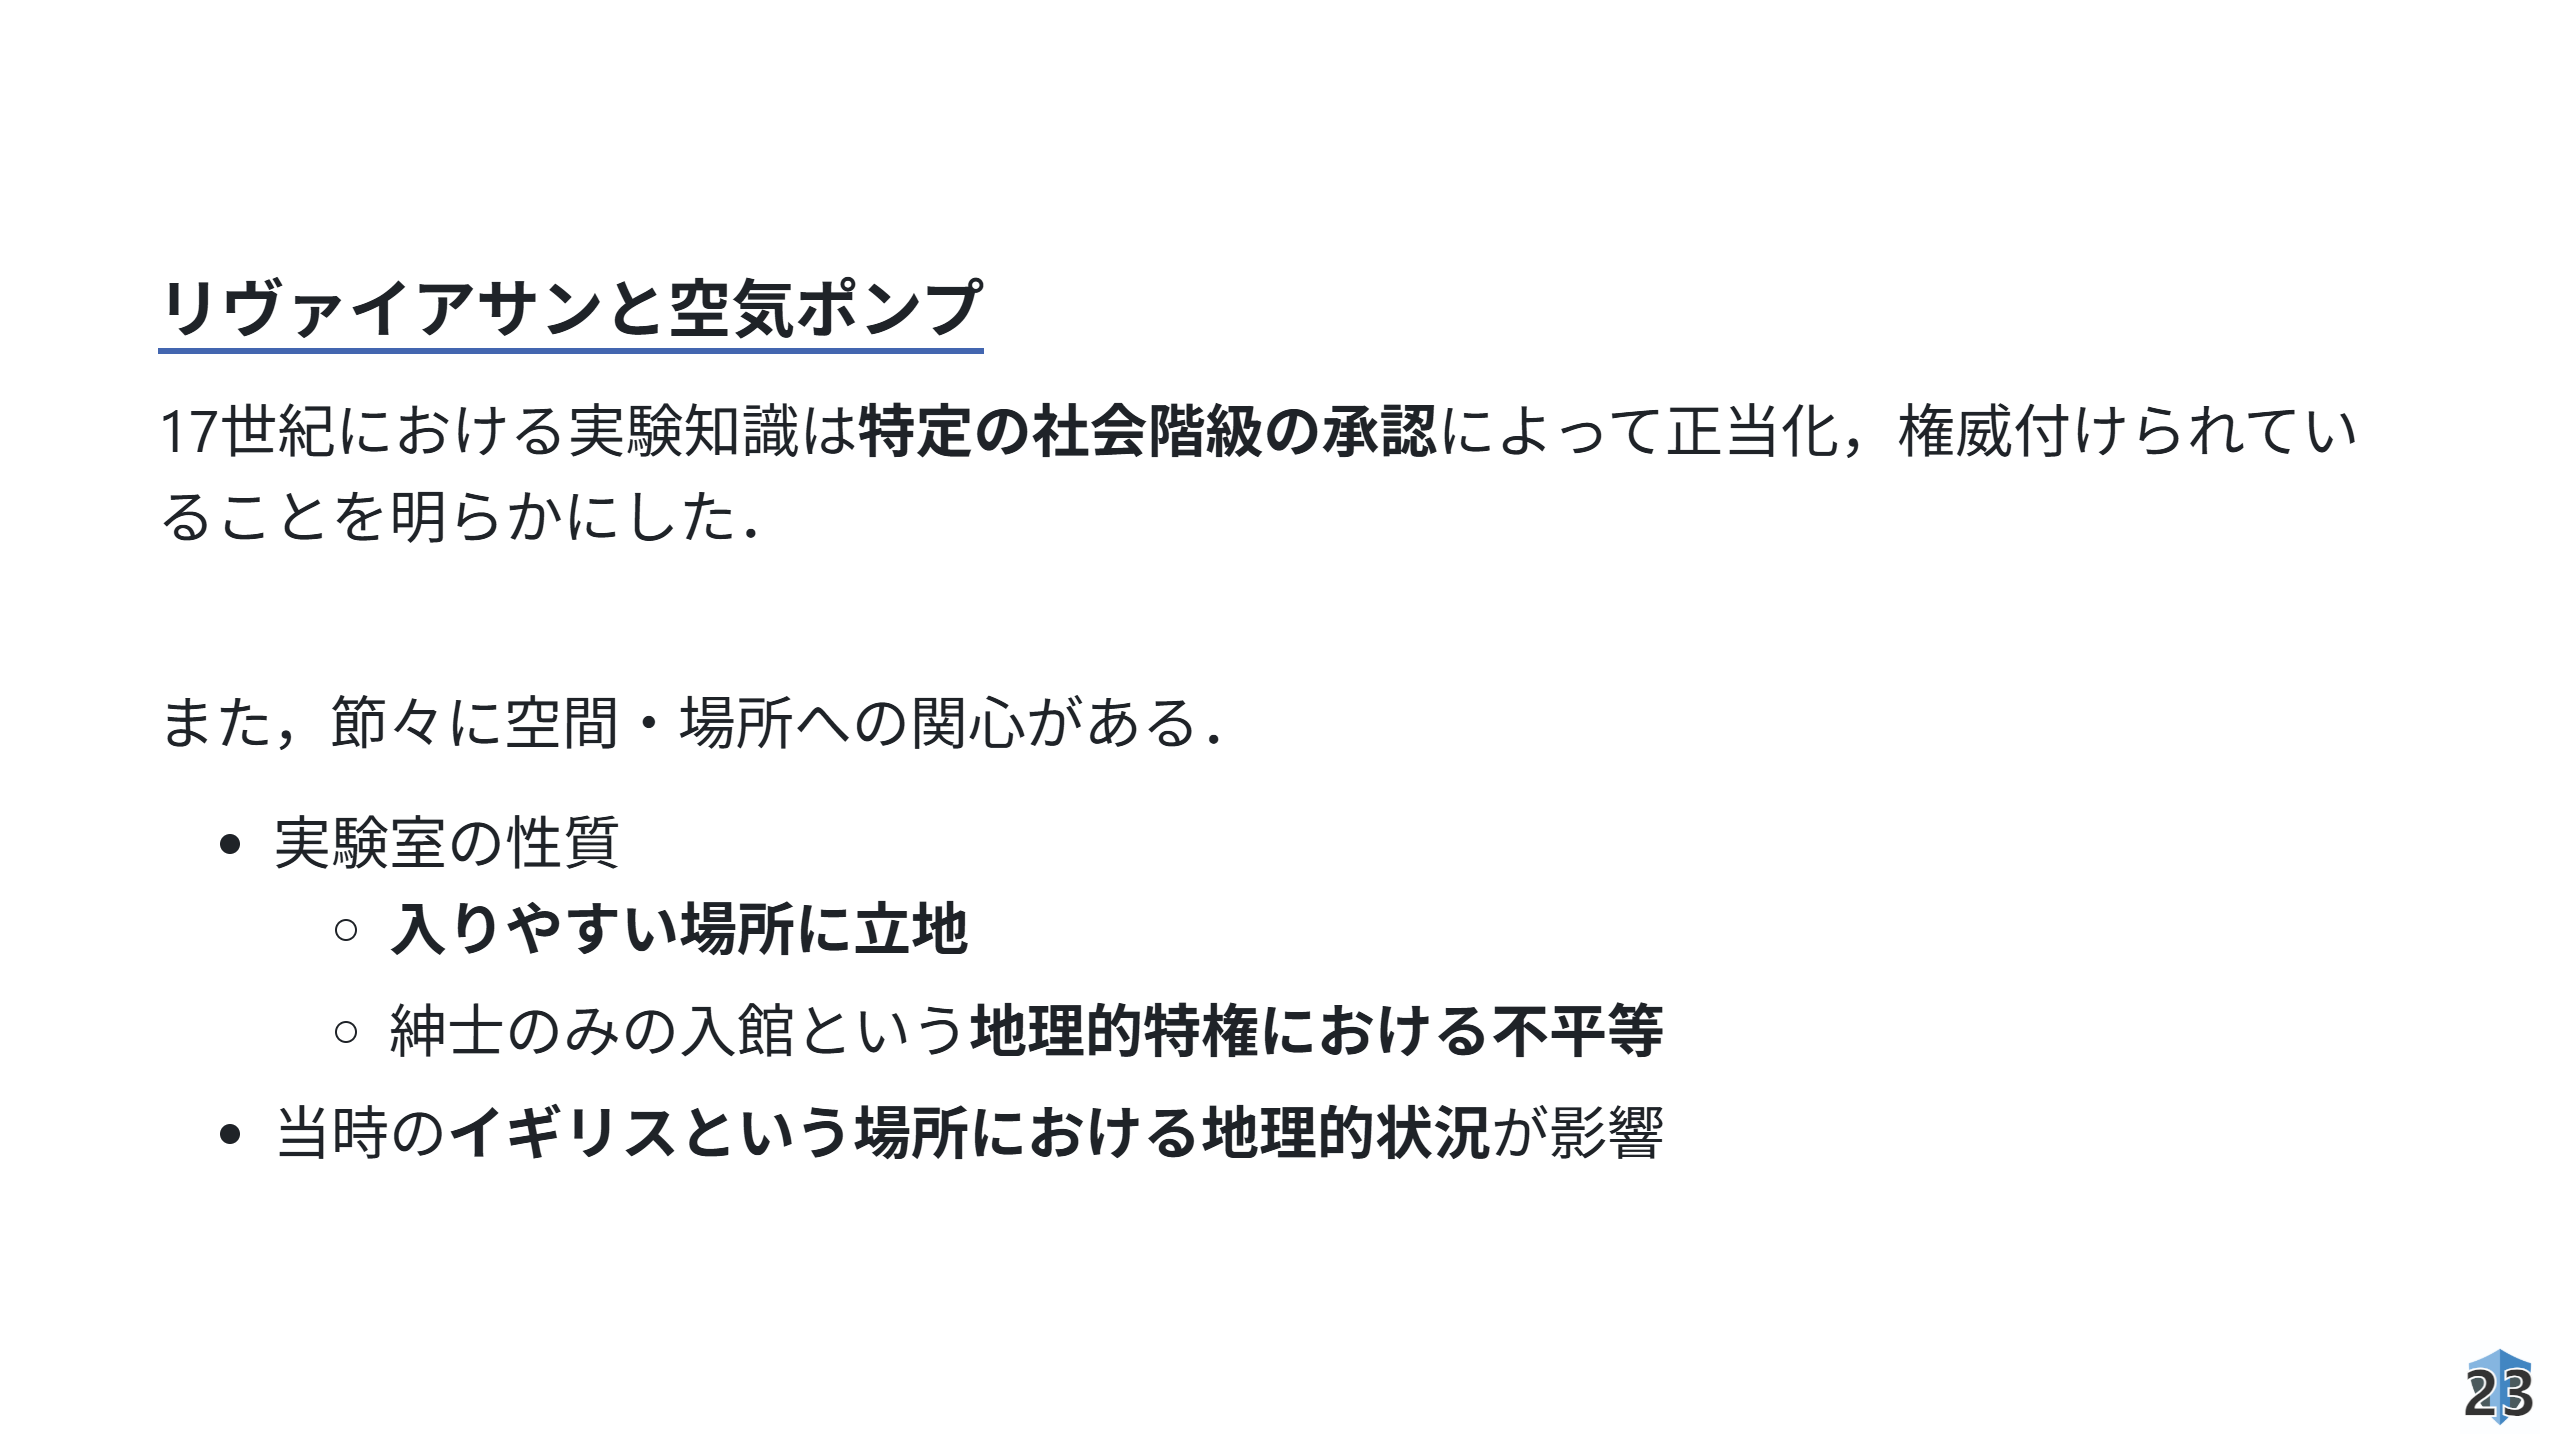 リヴァイアサンと空気ポンプ
17世紀における実験知識は特定の社会階級の承認によって正当化，権威付けられてい
ることを明らかにした．
また，節々に空間・場所への関心がある．
• 実験室の性質
○ 入りやすい場所に立地
○ 紳士のみの入館という地理的特権における不平等
• 当時のイギリスという場所における地理的状況が影響
23